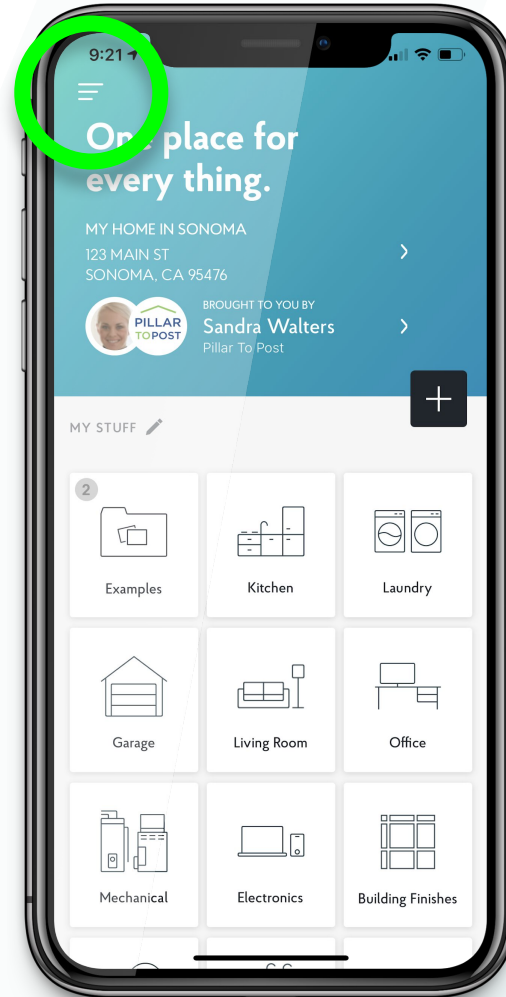 9:21
One place for
every thing.
MY HOME IN SONOMA
123 MAIN ST
SONOMA, CA 95476
BROUGHT TO YOU BY
PILLAR
TO POST
Sandra Walters
Pillar To Post
MY STUFF
2
Examples
Kitchen
Laundry
Garage
Living Room
Office
Mechanical
Electronics
Building Finishes